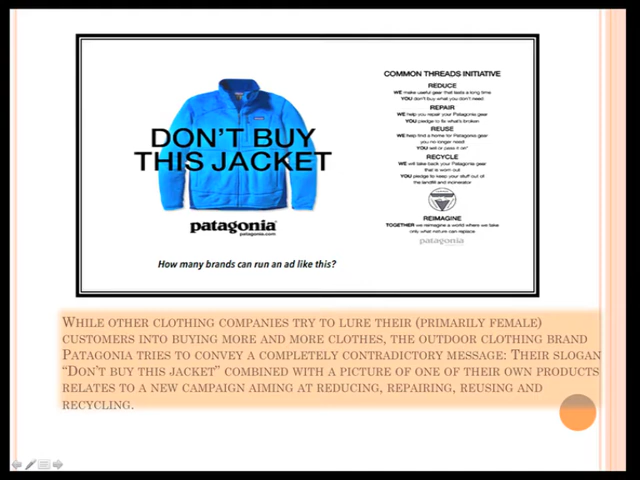 DON'T BUY
THIS JACKET
patagonia®
patagonia.com
How many brands can run an ad like this?
COMMON THREADS INITIATIVE
REDUCE
WE make useful gear that lasts a long time
YOU don't buy what you don't need
REPAIR
WE help you repair your Patagonia gear
YOU pledge to fix what's broken
REUSE
WE help find a home for Patagonia gear
you no longer need
YOU sell or pass it on*
RECYCLE
WE will take back your Patagonia gear
that is worn out
YOU pledge to keep your stuff out of
the landfill and incinerator
REIMAGINE
TOGETHER we reimagine a world where we take
only what nature can replace
patagonia
WHILE OTHER CLOTHING COMPANIES TRY TO LURE THEIR (PRIMARILY FEMALE)
CUSTOMERS INTO BUYING MORE AND MORE CLOTHES, THE OUTDOOR CLOTHING BRAND
PATAGONIA TRIES TO CONVEY A COMPLETELY CONTRADICTORY MESSAGE: THEIR SLOGAN
“DON'T BUY THIS JACKET” COMBINED WITH A PICTURE OF ONE OF THEIR OWN PRODUCTS
RELATES TO A NEW CAMPAIGN AIMING AT REDUCING, REPAIRING, REUSING AND
RECYCLING.